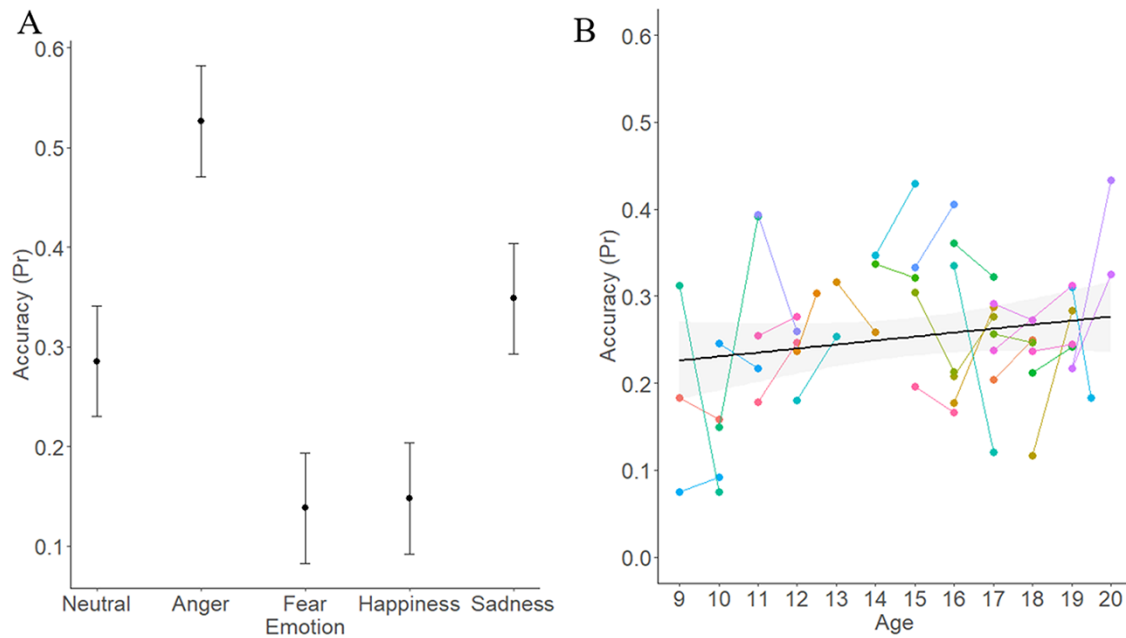 A
Accuracy (Pr)
0.6
0.5
0.4
0.3
0.2
0.1
Neutral Anger Fear Happiness Sadness
Emotion
B
Accuracy (Pr)
0.6
0.5
0.4
0.3
0.2
0.1
0.0
9 10 11 12 13 14 15 16 17 18 19 20
Age